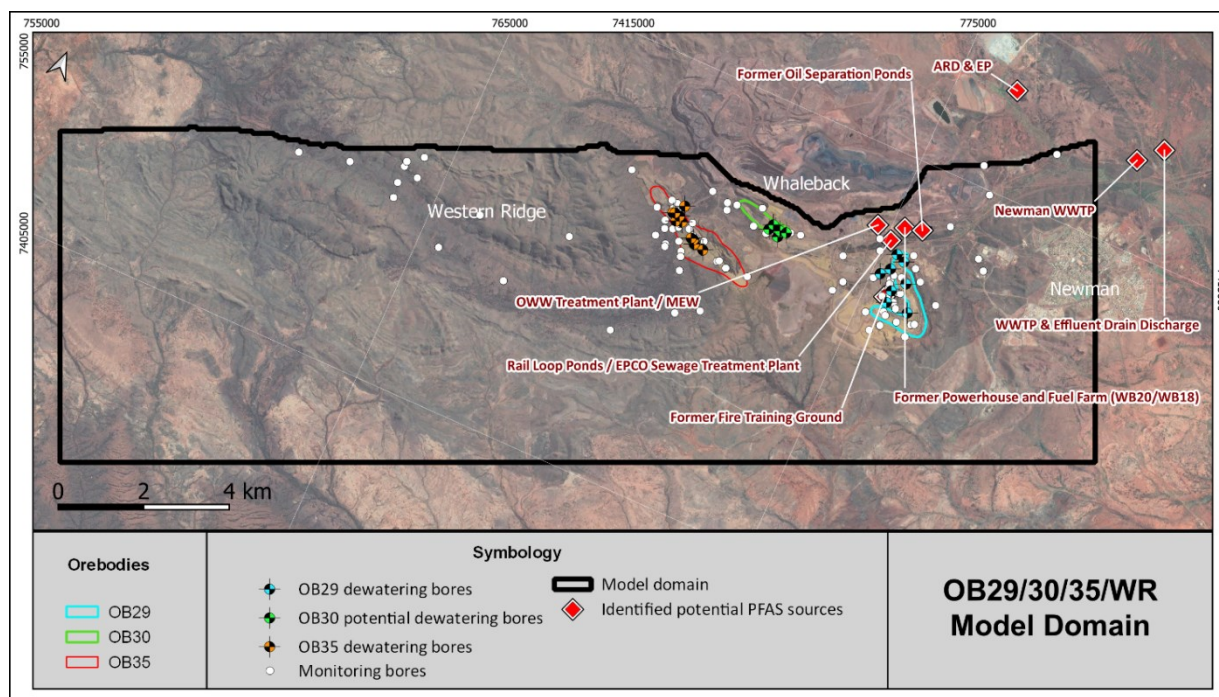 755000
765000
7415000
775000
755000
7405000
Former Oil Separation Ponds
ARD & EP
Whaleback
Western Ridge
Newman WWTP
Newman
OWW Treatment Plant / MEW
WWTP & Effluent Drain Discharge
Rail Loop Ponds / EPCO Sewage Treatment Plant
Former Powerhouse and Fuel Farm (WB20/WB18)
Former Fire Training Ground
0 2 4 km
Orebodies
OB29
OB30
OB35
Symbology
OB29 dewatering bores
OB30 potential dewatering bores
OB35 dewatering bores
Monitoring bores
Model domain
Identified potential PFAS sources
OB29/30/35/WR
Model Domain